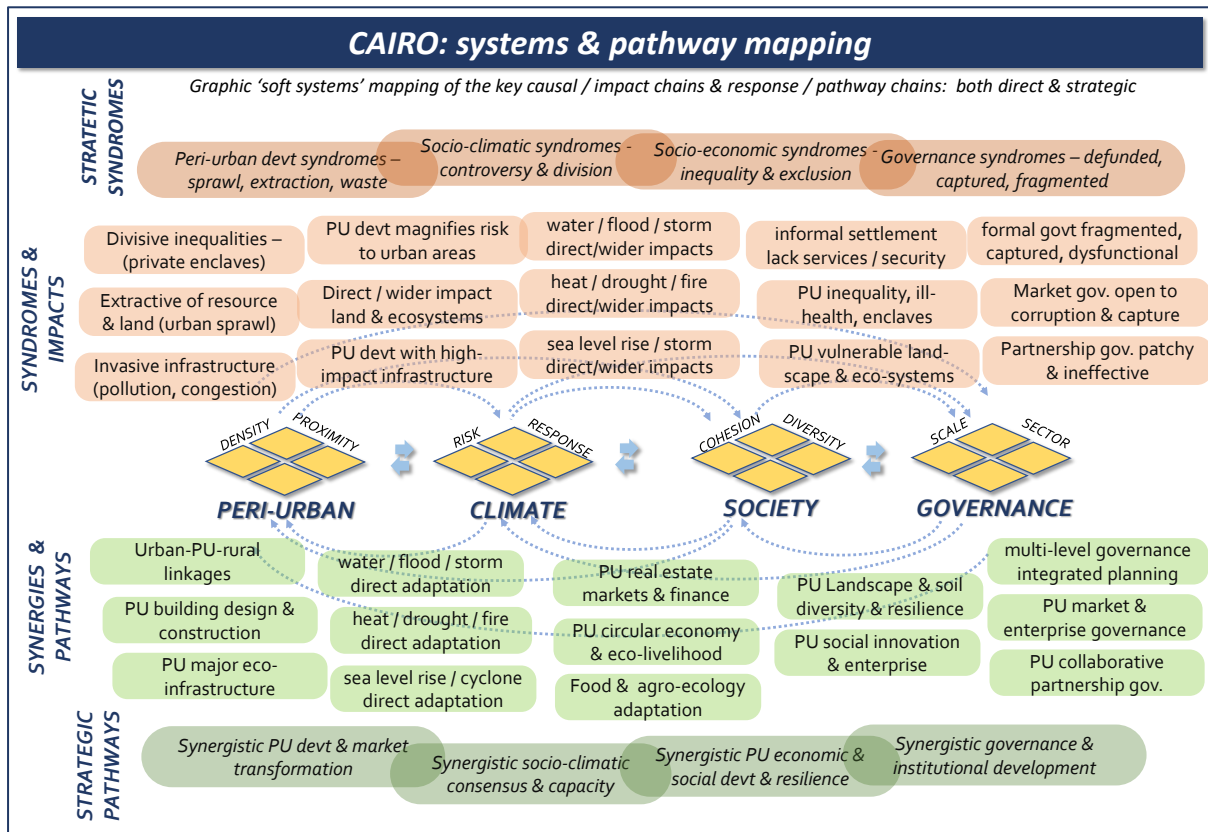 CAIRO: systems & pathway mapping
Graphic 'soft systems' mapping of the key causal / impact chains & response / pathway chains: both direct & strategic
STRATETIC
SYNDROMES
Peri-urban devt syndromes –
sprawl, extraction, waste
Socio-climatic syndromes -
controversy & division
Socio-economic syndromes -
inequality & exclusion
Governance syndromes – defunded,
captured, fragmented
SYNDROMES &
IMPACTS
Divisive inequalities –
(private enclaves)
Extractive of resource
& land (urban sprawl)
Invasive infrastructure
(pollution, congestion)
PU devt magnifies risk
to urban areas
Direct / wider impact
land & ecosystems
PU devt with high-
impact infrastructure
water / flood / storm
direct/wider impacts
heat / drought / fire
direct/wider impacts
sea level rise / storm
direct/wider impacts
informal settlement
lack services / security
PU inequality, ill-
health, enclaves
PU vulnerable land-
scape & eco-systems
formal govt fragmented,
captured, dysfunctional
Market gov. open to
corruption & capture
Partnership gov. patchy
& ineffective
DENSITY
PROXIMITY
RISK
RESPONSE
COHESION
DIVERSITY
SCALE
SECTOR
PERI-URBAN
CLIMATE
SOCIETY
GOVERNANCE
SYNERGIES &
PATHWAYS
Urban-PU-rural
linkages
PU building design &
construction
PU major eco-
infrastructure
water / flood / storm
direct adaptation
heat / drought / fire
direct adaptation
sea level rise / cyclone
direct adaptation
PU real estate
markets & finance
PU circular economy
& eco-livelihood
Food & agro-ecology
adaptation
PU Landscape & soil
diversity & resilience
PU social innovation
& enterprise
multi-level governance
integrated planning
PU market &
enterprise governance
PU collaborative
partnership gov.
STRATEGIC
PATHWAYS
Synergistic PU devt & market
transformation
Synergistic socio-climatic
consensus & capacity
Synergistic PU economic &
social devt & resilience
Synergistic governance &
institutional development